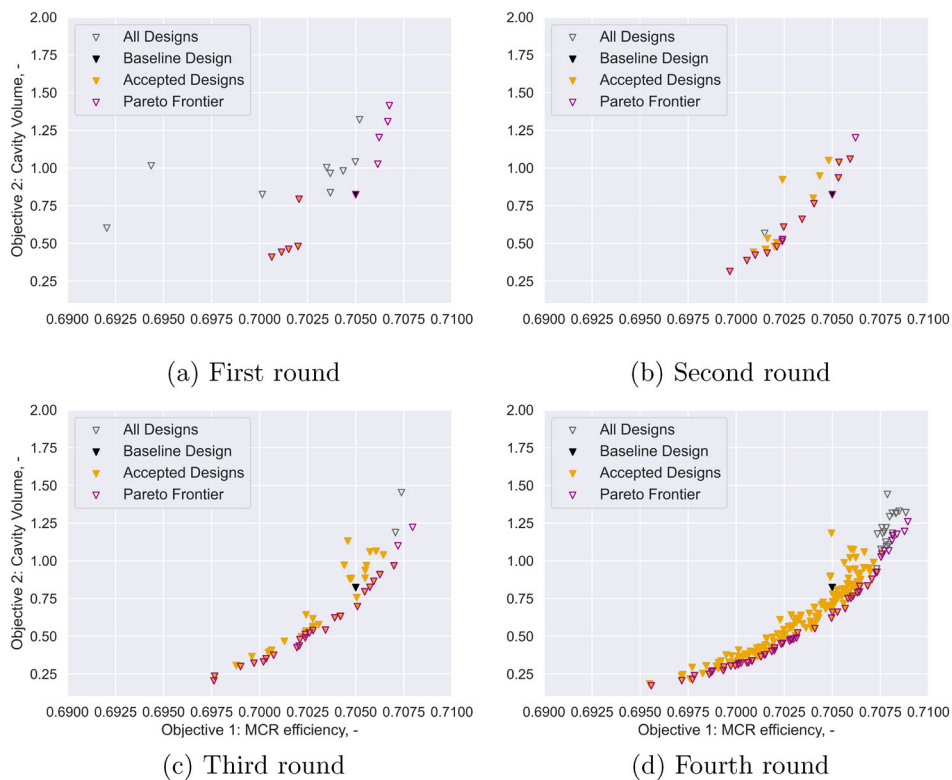 2.00
1.75
1.50
1.25
1.00
0.75
0.50
0.25
Objective 2: Cavity Volume, -
All Designs
Baseline Design
Accepted Designs
Pareto Frontier
0.6900 0.6925 0.6950 0.6975 0.7000 0.7025 0.7050 0.7075 0.7100
(a) First round
2.00
1.75
1.50
1.25
1.00
0.75
0.50
0.25
All Designs
Baseline Design
Accepted Designs
Pareto Frontier
0.6900 0.6925 0.6950 0.6975 0.7000 0.7025 0.7050 0.7075 0.7100
(b) Second round
2.00
1.75
1.50
1.25
1.00
0.75
0.50
0.25
Objective 2: Cavity Volume, -
All Designs
Baseline Design
Accepted Designs
Pareto Frontier
0.6900 0.6925 0.6950 0.6975 0.7000 0.7025 0.7050 0.7075 0.7100
Objective 1: MCR efficiency, -
(c) Third round
2.00
1.75
1.50
1.25
1.00
0.75
0.50
0.25
All Designs
Baseline Design
Accepted Designs
Pareto Frontier
0.6900 0.6925 0.6950 0.6975 0.7000 0.7025 0.7050 0.7075 0.7100
Objective 1: MCR efficiency, -
(d) Fourth round